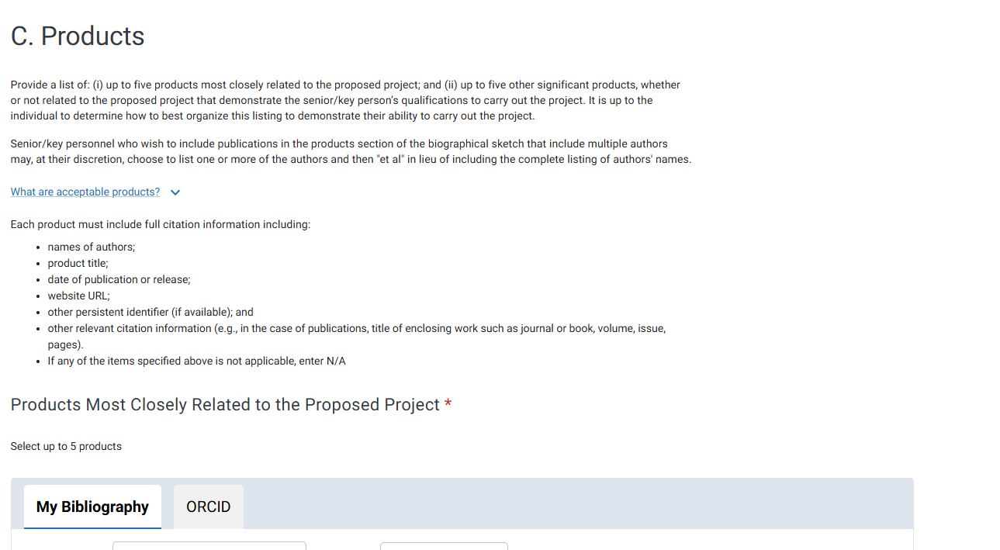 C. Products
Provide a list of: (i) up to five products most closely related to the proposed project; and (ii) up to five other significant products, whether
or not related to the proposed project that demonstrate the senior/key person’s qualifications to carry out the project. It is up to the
individual to determine how to best organize this listing to demonstrate their ability to carry out the project.
Senior/key personnel who wish to include publications in the products section of the biographical sketch that include multiple authors
may, at their discretion, choose to list one or more of the authors and then "et al" in lieu of including the complete listing of authors' names.
What are acceptable products?
Each product must include full citation information including:
• names of authors;
• product title;
• date of publication or release;
• website URL;
• other persistent identifier (if available); and
• other relevant citation information (e.g., in the case of publications, title of enclosing work such as journal or book, volume, issue,
pages).
• If any of the items specified above is not applicable, enter N/A
Products Most Closely Related to the Proposed Project *
Select up to 5 products
My Bibliography ORCID